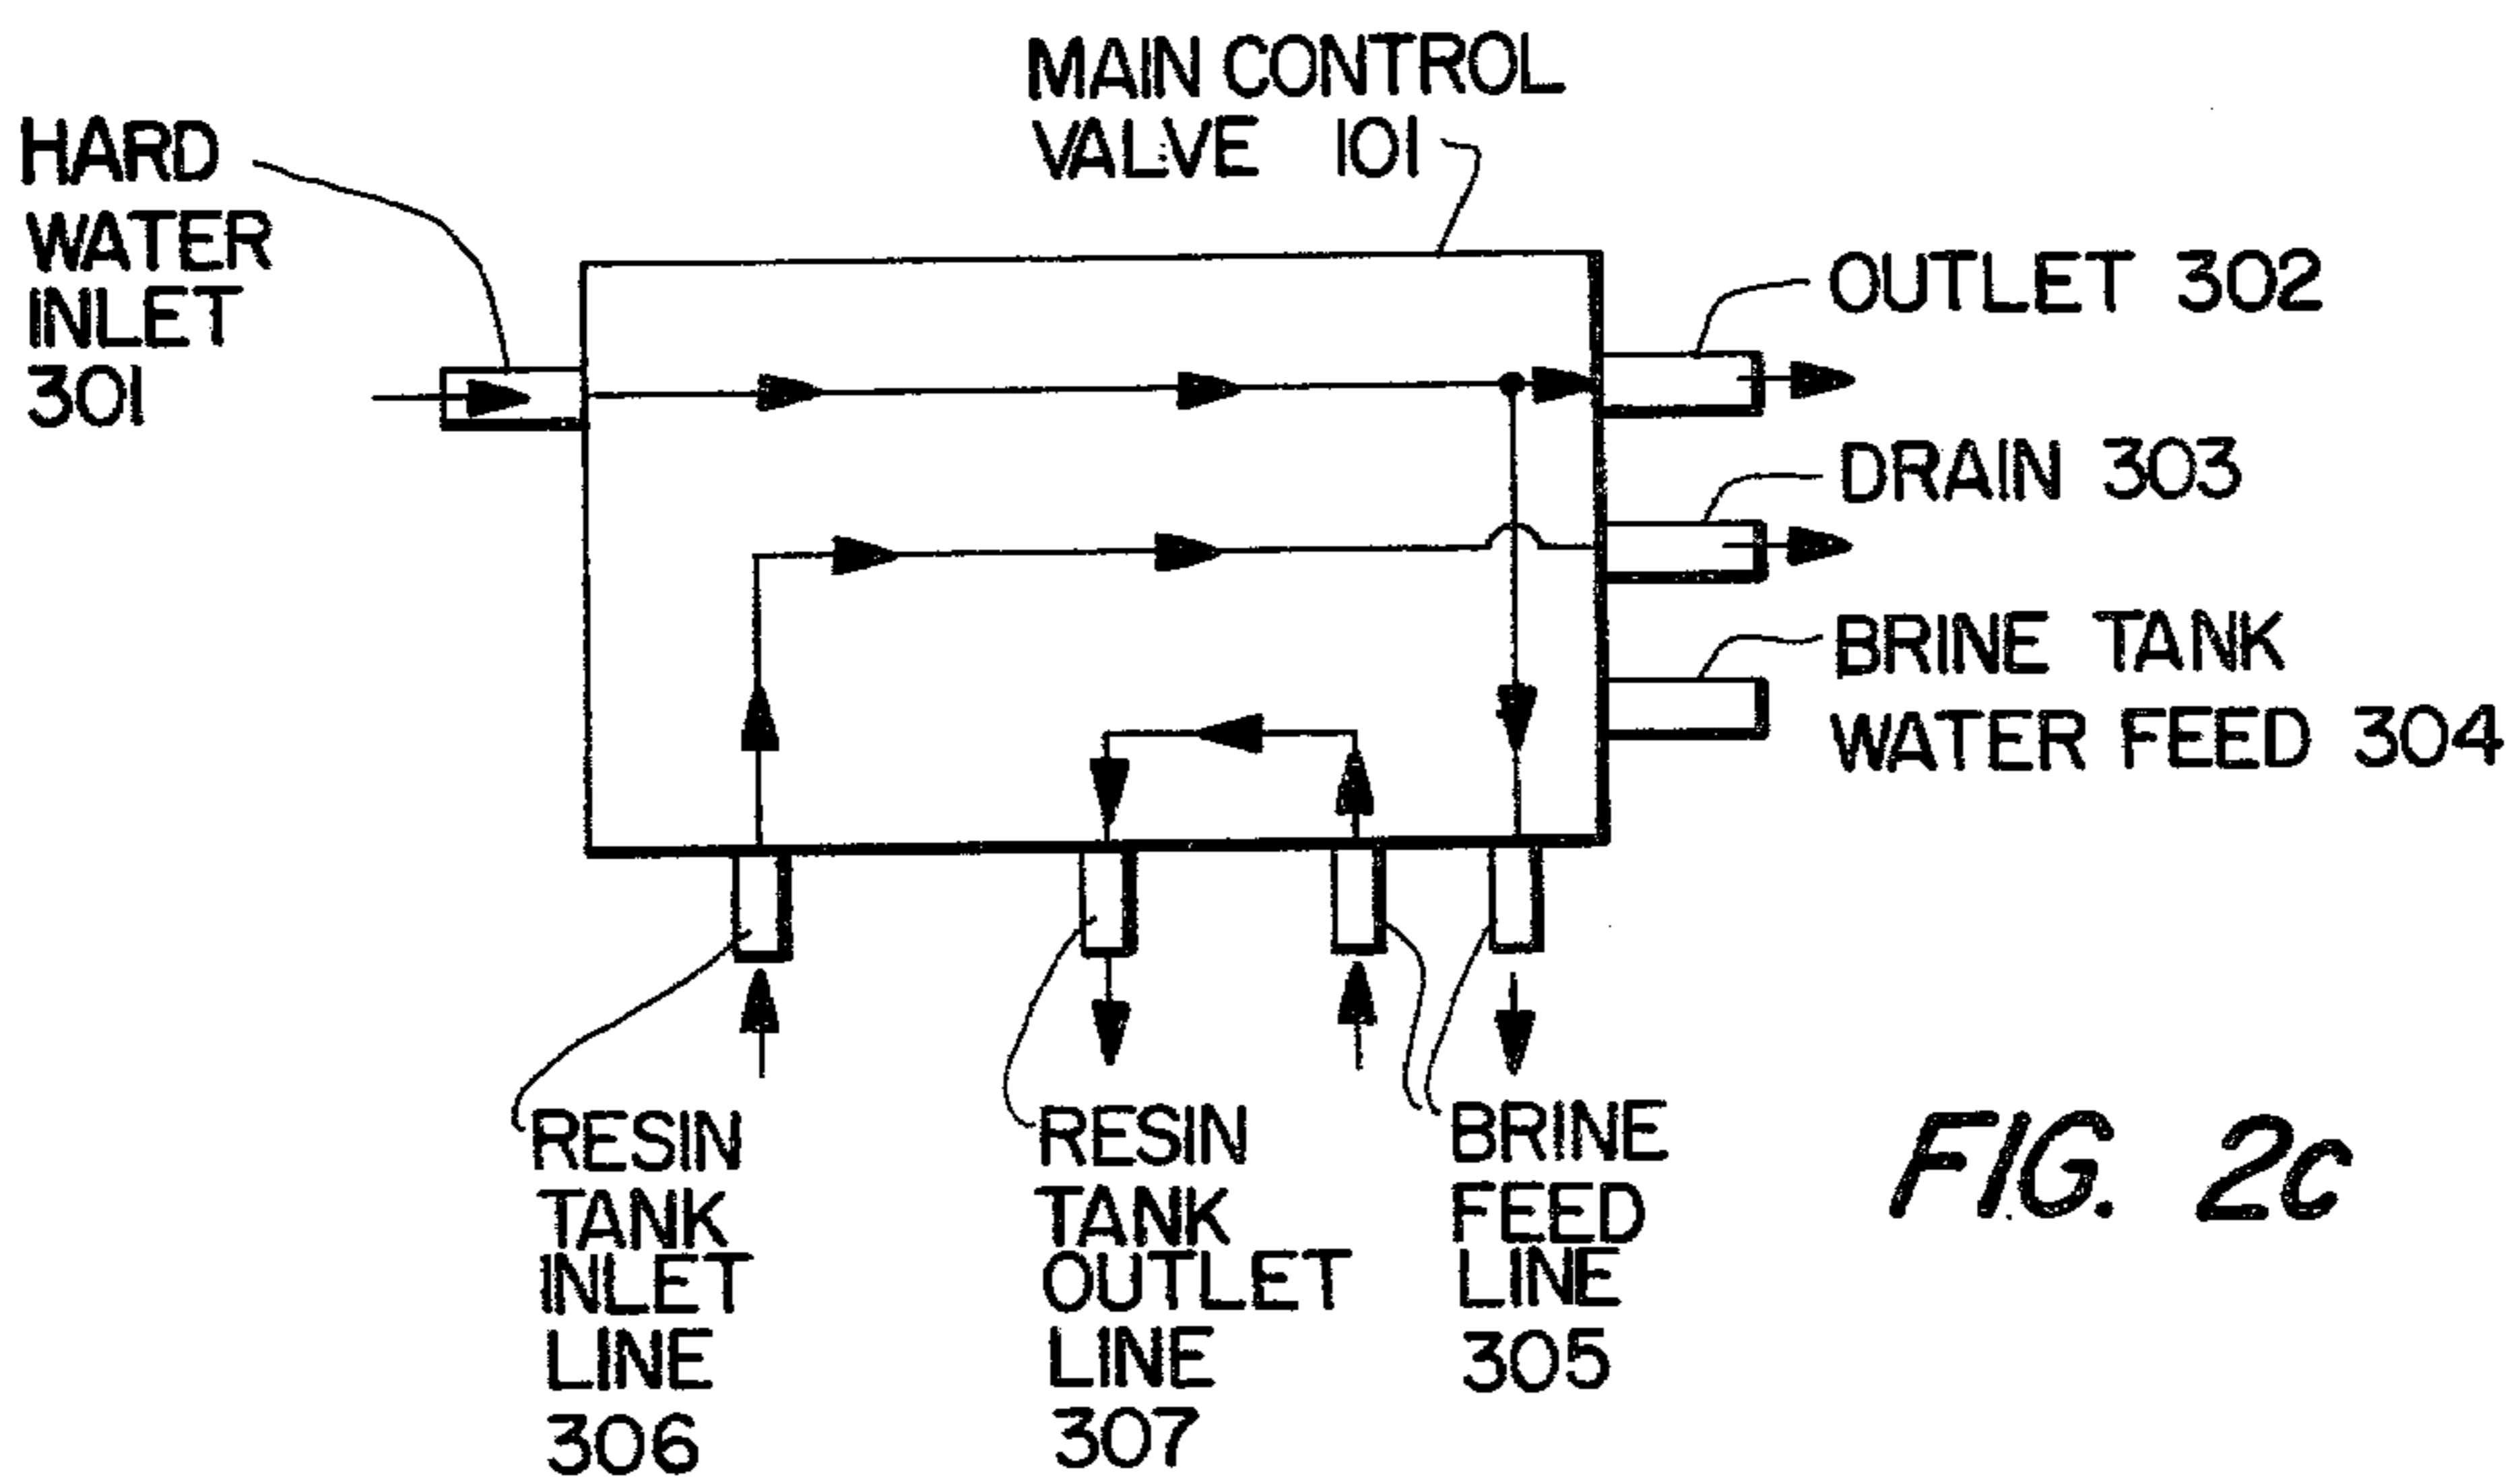 MAIN CONTROL
VALVE 101
HARD
WATER
INLET
301
OUTLET 302
DRAIN 303
BRINE TANK
WATER FEED 304
RESIN
TANK
INLET
LINE
306
RESIN
TANK
OUTLET
LINE
307
BRINE
FEED
LINE
305
FIG. 2c